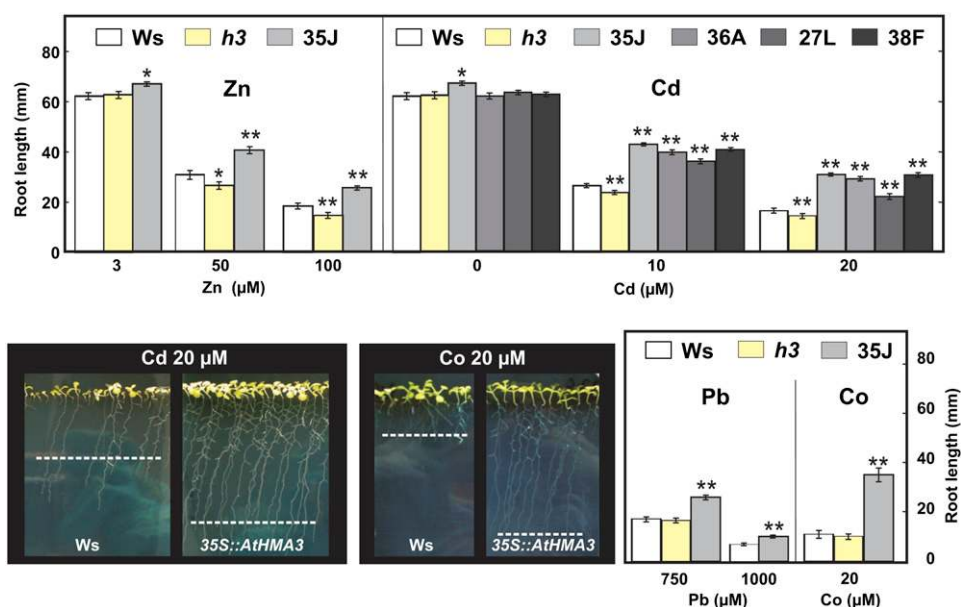 80
60
40
20
0
Root length (mm)
Ws h3 35J
Zn
* * ** ** **
3 50 100
Zn (µM)
Ws h3 35J 36A 27L 38F
Cd
* ** ** ** ** ** ** ** ** ** **
0 10 20
Cd (µM)
Cd 20 µM
Ws 35S::AtHMA3
Co 20 µM
Ws 35S::AtHMA3
Ws h3 35J
Pb Co
** ** **
750 1000 20
Pb (µM) Co (µM)
80
60
40
20
0
Root length (mm)